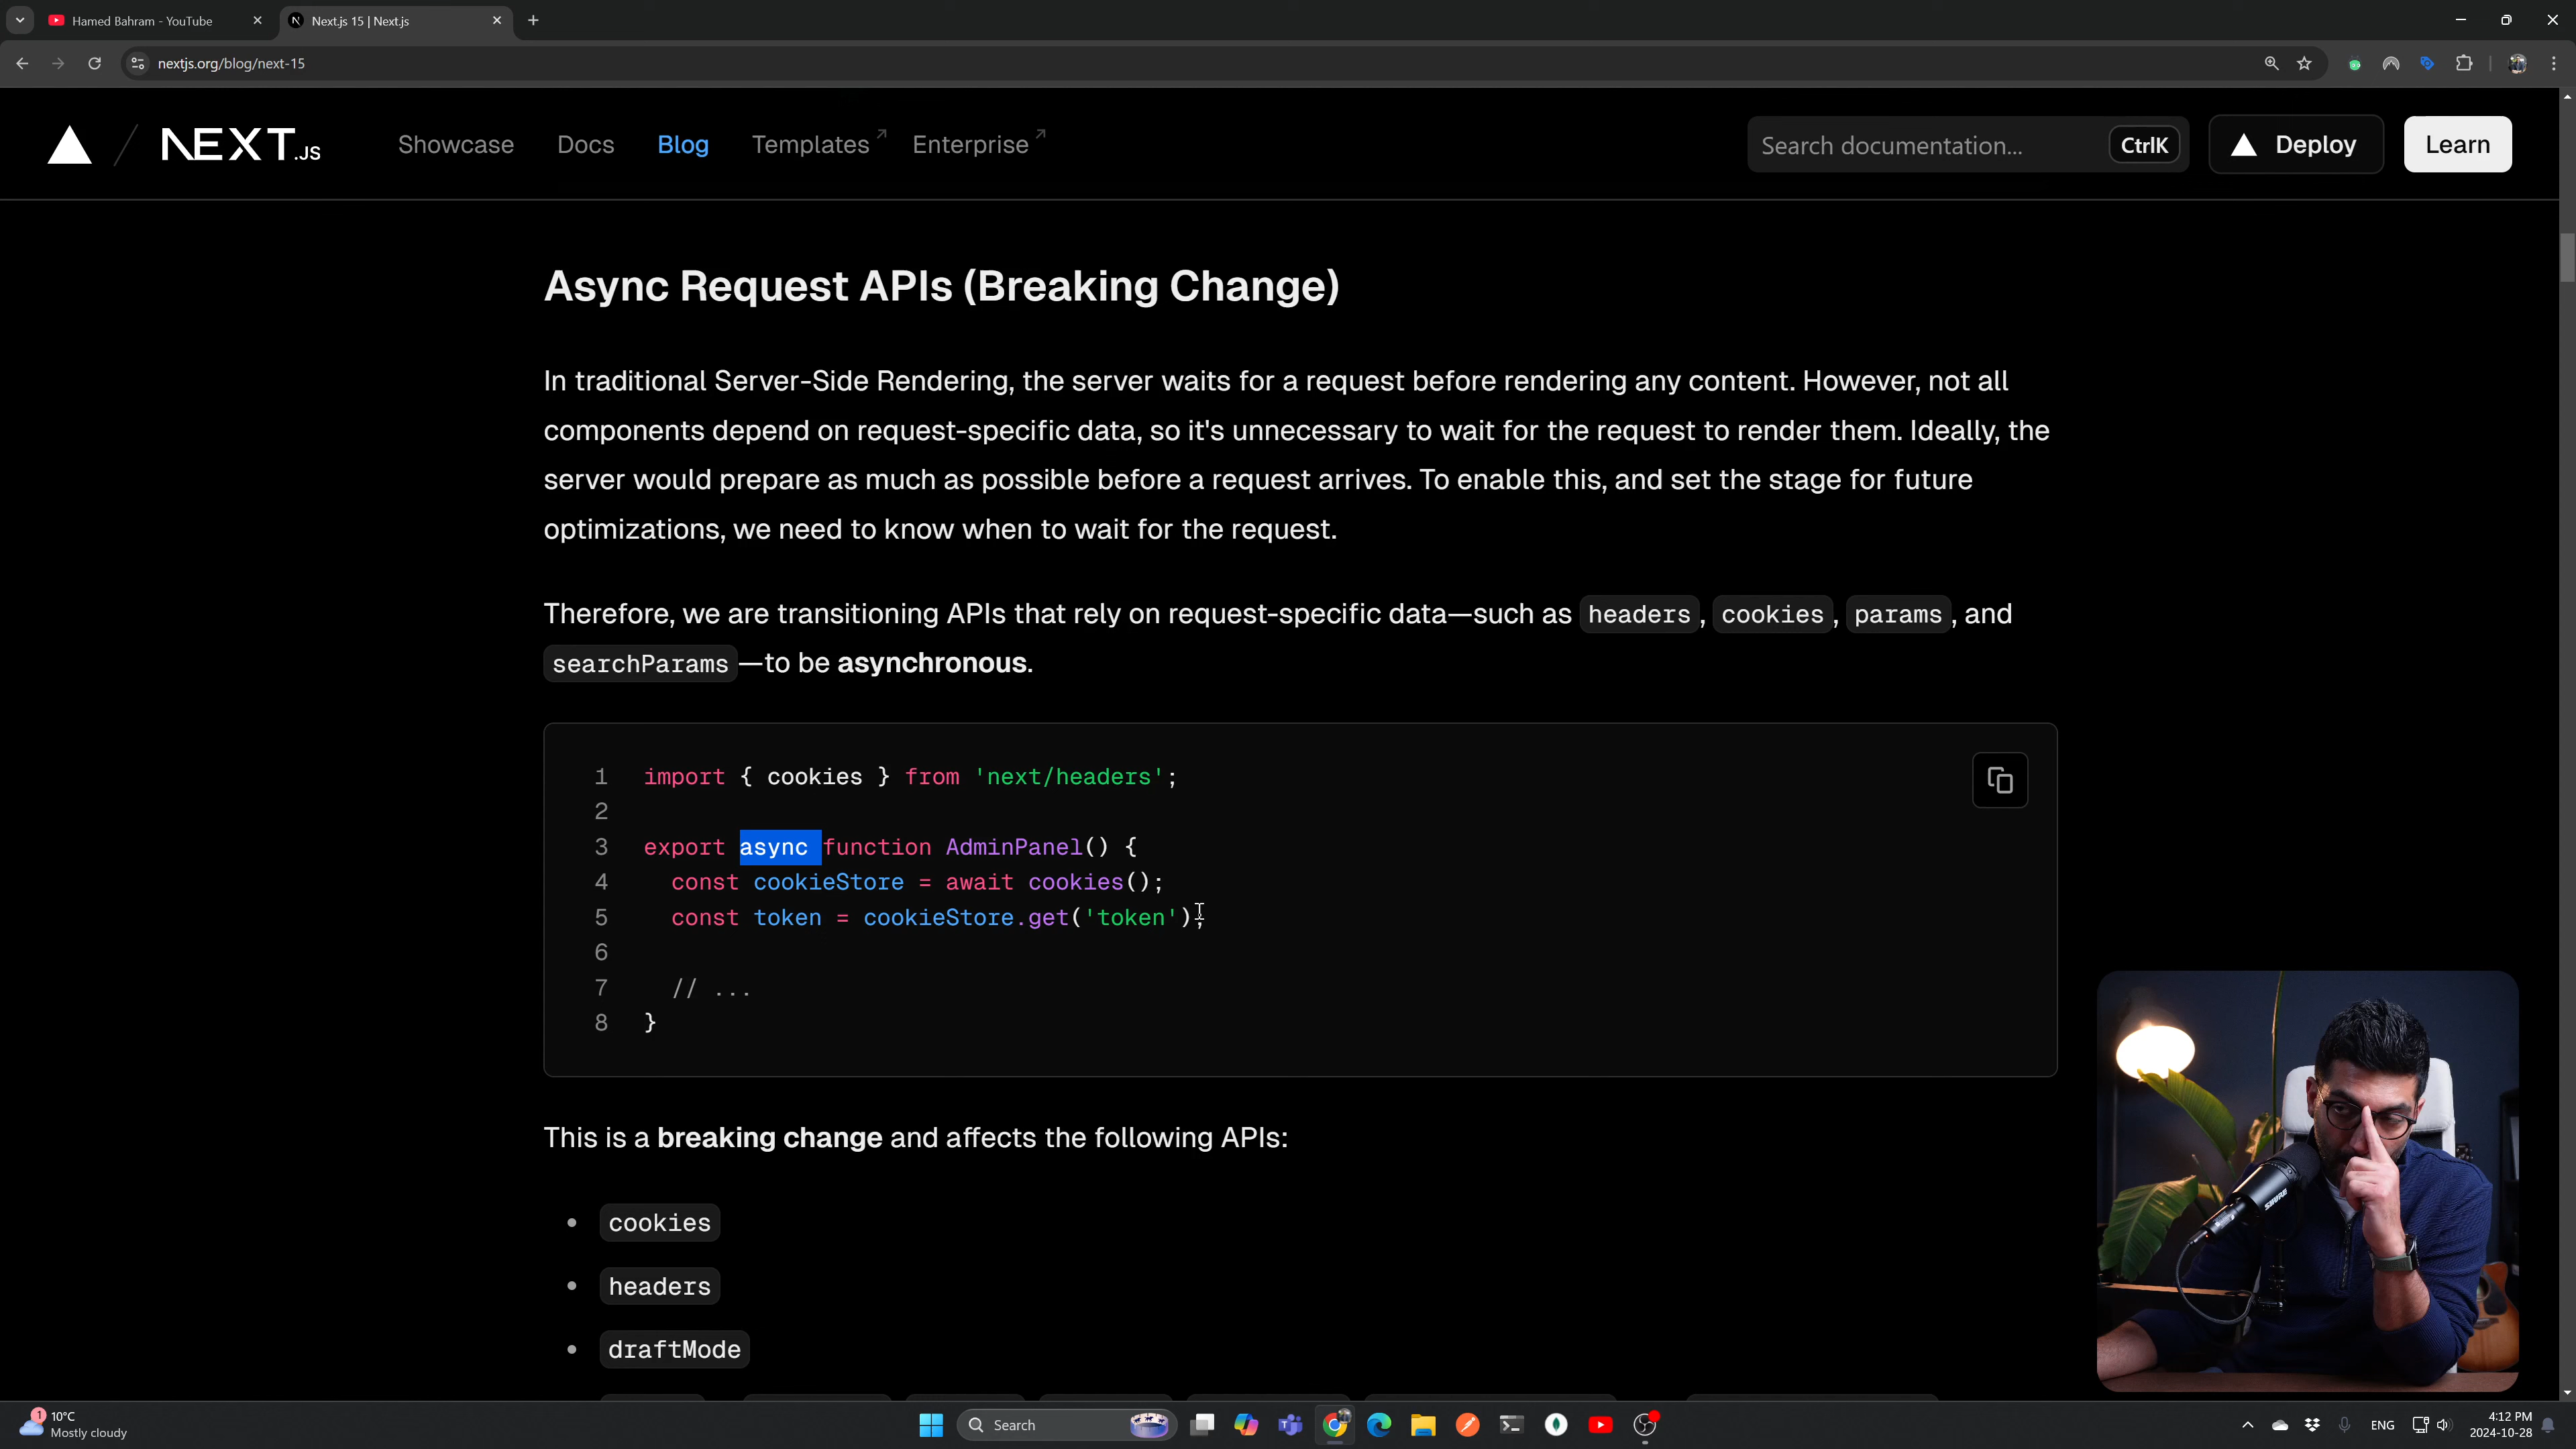 Hamed Bahram - YouTube
Next.js 15 | Next.js
nextjs.org/blog/next-15
NEXT.JS
Showcase
Docs
Blog
Templates
Enterprise
Search documentation...
CtrlK
Deploy
Learn
Async Request APIs (Breaking Change)
In traditional Server-Side Rendering, the server waits for a request before rendering any content. However, not all
components depend on request-specific data, so it's unnecessary to wait for the request to render them. Ideally, the
server would prepare as much as possible before a request arrives. To enable this, and set the stage for future
optimizations, we need to know when to wait for the request.
Therefore, we are transitioning APIs that rely on request-specific data—such as headers, cookies, params, and
searchParams—to be asynchronous.
1 import { cookies } from 'next/headers';
2
3 export async function AdminPanel() {
4 const cookieStore = await cookies();
5 const token = cookieStore.get('token');
6
7 // ...
8 }
This is a breaking change and affects the following APIs:
• cookies
• headers
• draftMode
1
10°C
Mostly cloudy
Search
ENG
4:12 PM
2024-10-28